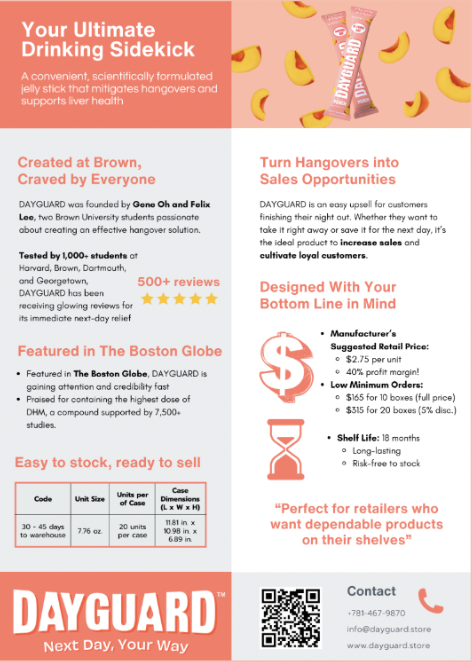 Your Ultimate
Drinking Sidekick
A convenient, scientifically formulated
jelly stick that mitigates hangovers and
supports liver health
DAYGUARD
DAYGUARD
Created at Brown,
Craved by Everyone
DAYGUARD was founded by Gene Oh and Felix
Lee, two Brown University students passionate
about creating an effective hangover solution.
Tested by 1,000+ students at
Harvard, Brown, Dartmouth,
and Georgetown,
DAYGUARD has been
receiving glowing reviews for
its immediate next-day relief
500+ reviews
Featured in The Boston Globe
Featured in The Boston Globe, DAYGUARD is
gaining attention and credibility fast
Praised for containing the highest dose of
DHM, a compound supported by 7,500+
studies.
Easy to stock, ready to sell
Code Unit Size Units per of Case Case Dimensions (L x W x H)
30 - 45 days to warehouse 7.76 oz. 20 units per case 11.81 in. x 10.98 in. x 6.89 in.
Turn Hangovers into
Sales Opportunities
DAYGUARD is an easy upsell for customers
finishing their night out. Whether they want to
take it right away or save it for the next day, it's
the ideal product to increase sales and
cultivate loyal customers.
Designed With Your
Bottom Line in Mind
Manufacturer's
Suggested Retail Price:
$2.75 per unit
40% profit margin!
Low Minimum Orders:
$165 for 10 boxes (full price)
$315 for 20 boxes (5% disc.)
Shelf Life: 18 months
Long-lasting
Risk-free to stock
"Perfect for retailers who
want dependable products
on their shelves"
DAYGUARD™
Next Day, Your Way
Contact
+781-467-9870
info@dayguard.store
www.dayguard.store